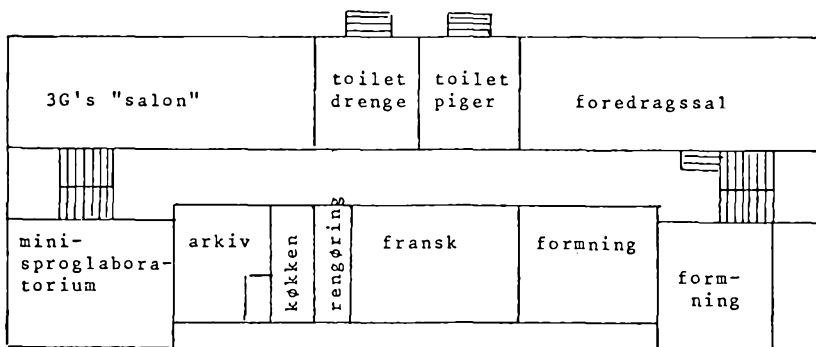 3G's "salon"
toilet
drenge
toilet
piger
foredragssal
mini-
sproglabora-
torium
arkiv
køkken
rengøring
fransk
formning
form-
ning